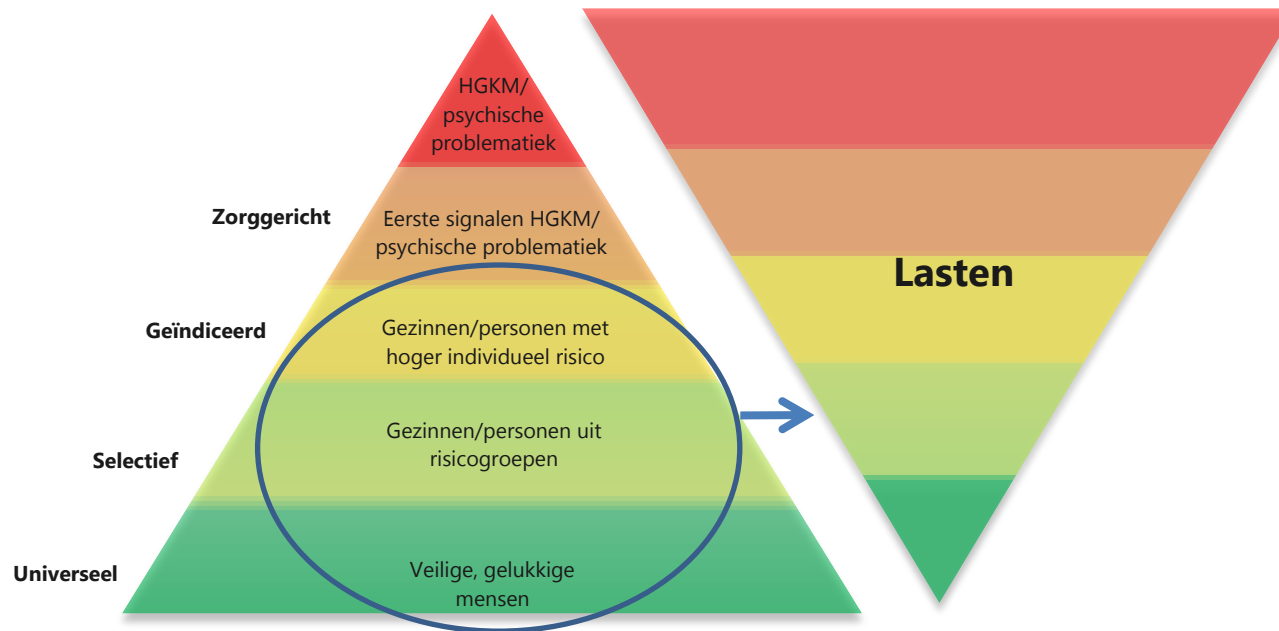 HGKM/
psychische
problematiek
Zorggericht
Eerste signalen HGKM/
psychische problematiek
Lasten
Geïndiceerd
Gezinnen/personen met
hoger individueel risico
Selectief
Gezinnen/personen uit
risicogroepen
Universeel
Veilige, gelukkige
mensen